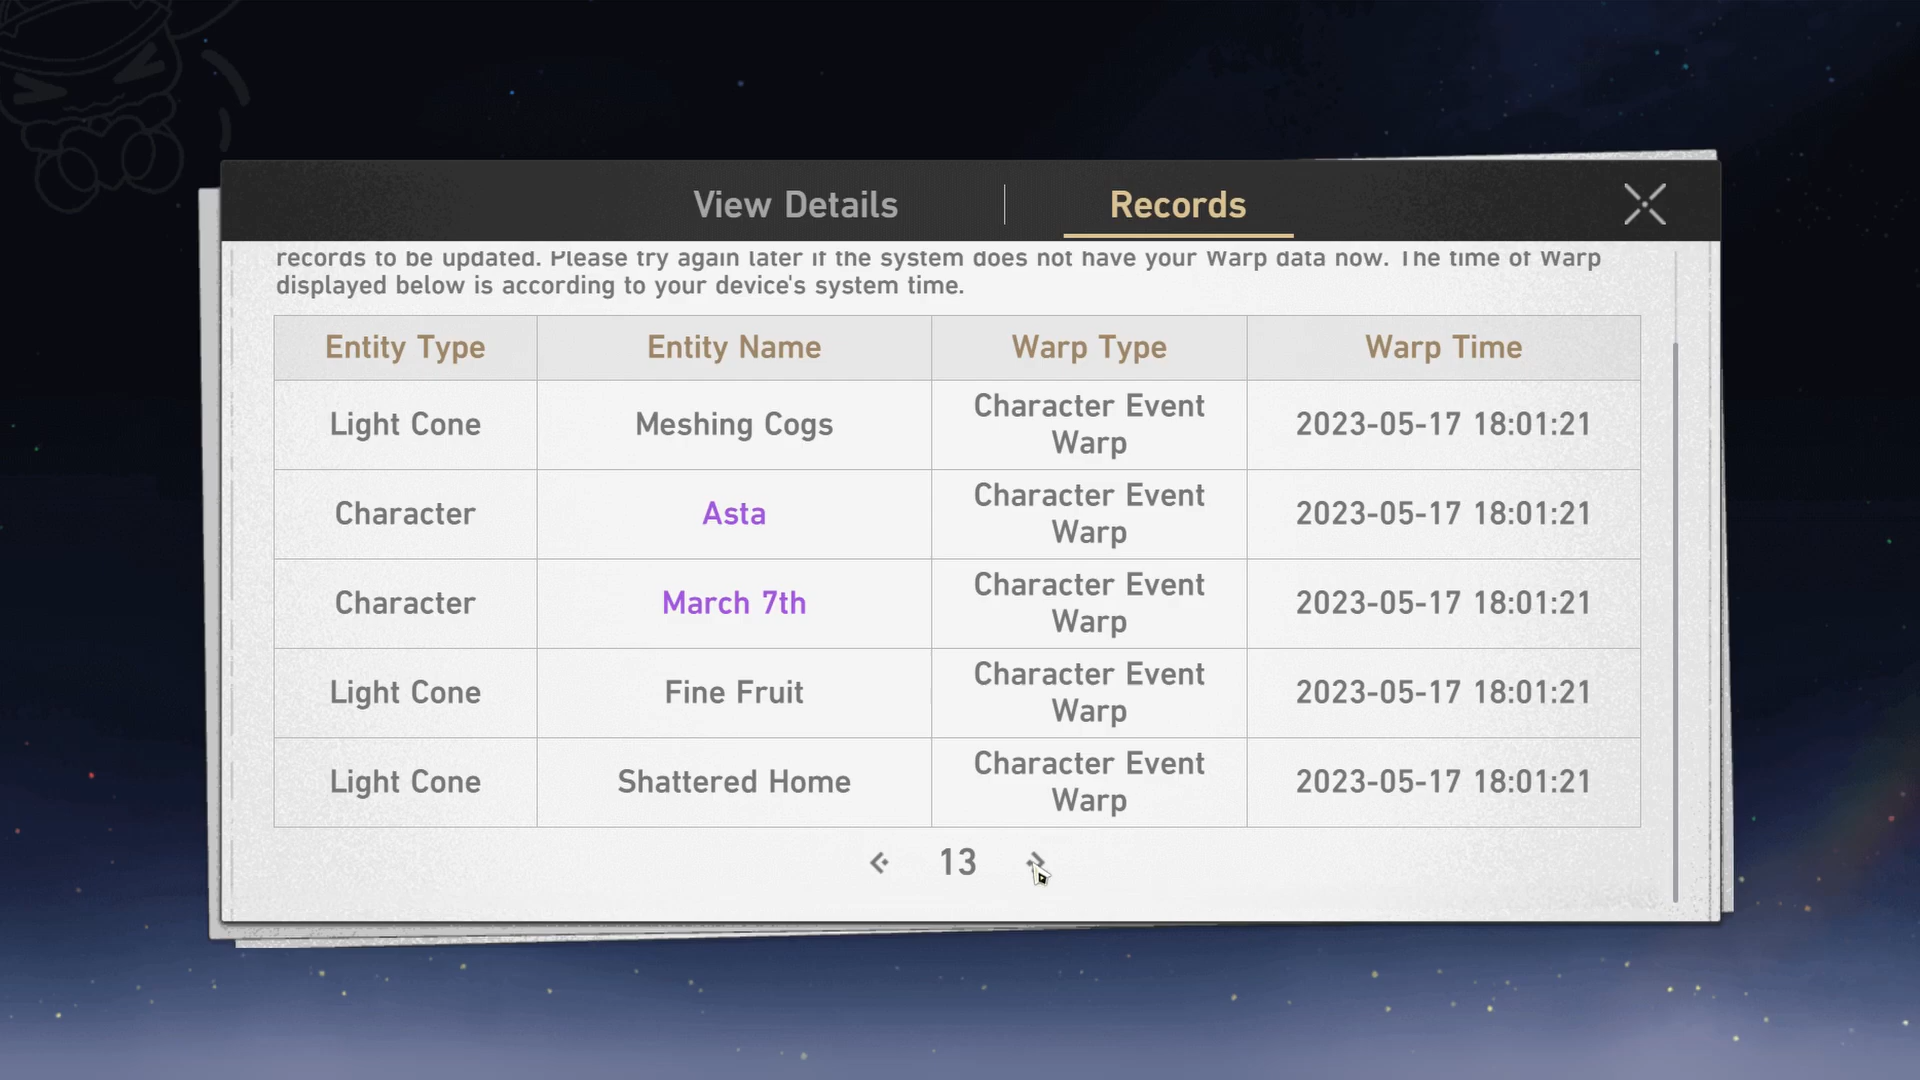 View Details
Records
records to be updated. Please try again later if the system does not have your Warp data now. The time of Warp
displayed below is according to your device's system time.
Entity Type Entity Name Warp Type Warp Time
Light Cone Meshing Cogs Character Event Warp 2023-05-17 18:01:21
Character Asta Character Event Warp 2023-05-17 18:01:21
Character March 7th Character Event Warp 2023-05-17 18:01:21
Light Cone Fine Fruit Character Event Warp 2023-05-17 18:01:21
Light Cone Shattered Home Character Event Warp 2023-05-17 18:01:21
13